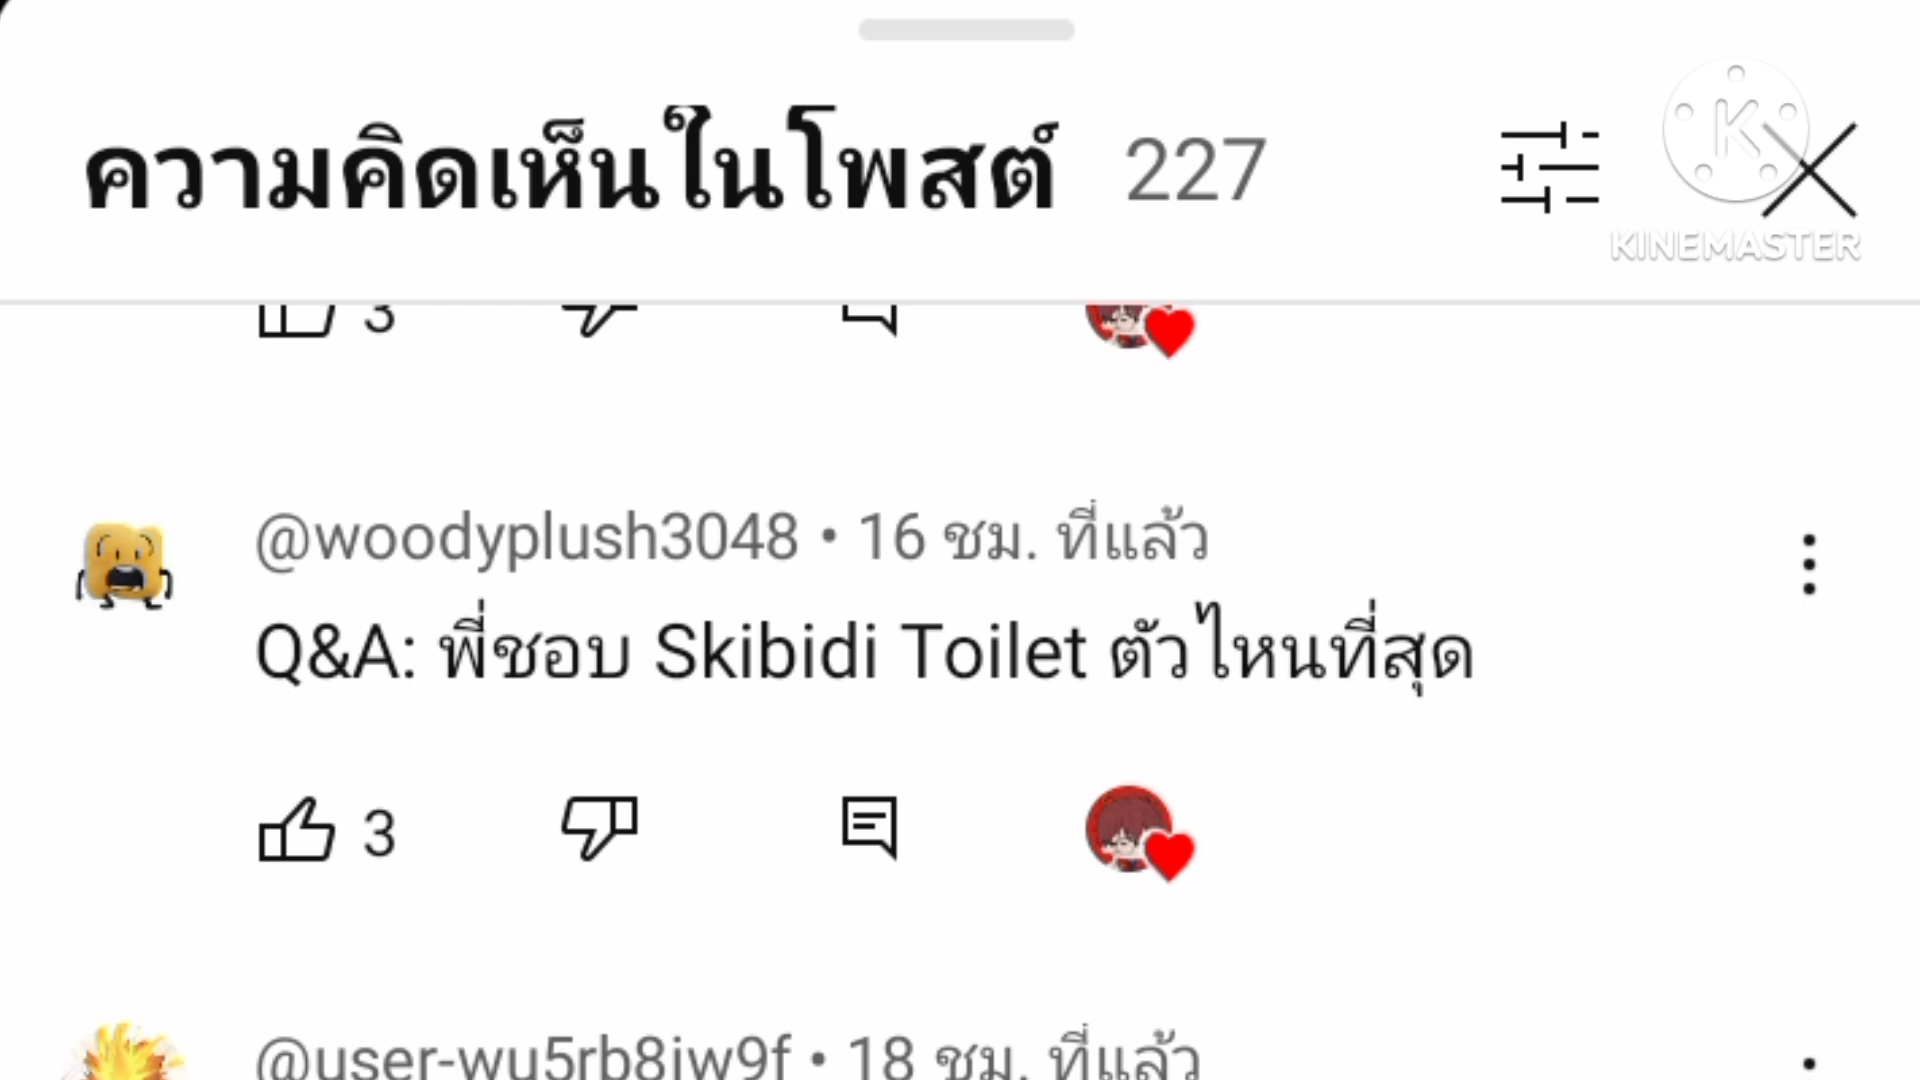 ความคิดเห็นในโพสต์ 227
K
KINEMASTER
3
@woodyplush3048 • 16 ชม. ที่แล้ว
Q&A: พี่ชอบ Skibidi Toilet ตัวไหนที่สุด
3
@user-wu5rb8iw9f • 18 ชม. ที่แล้ว